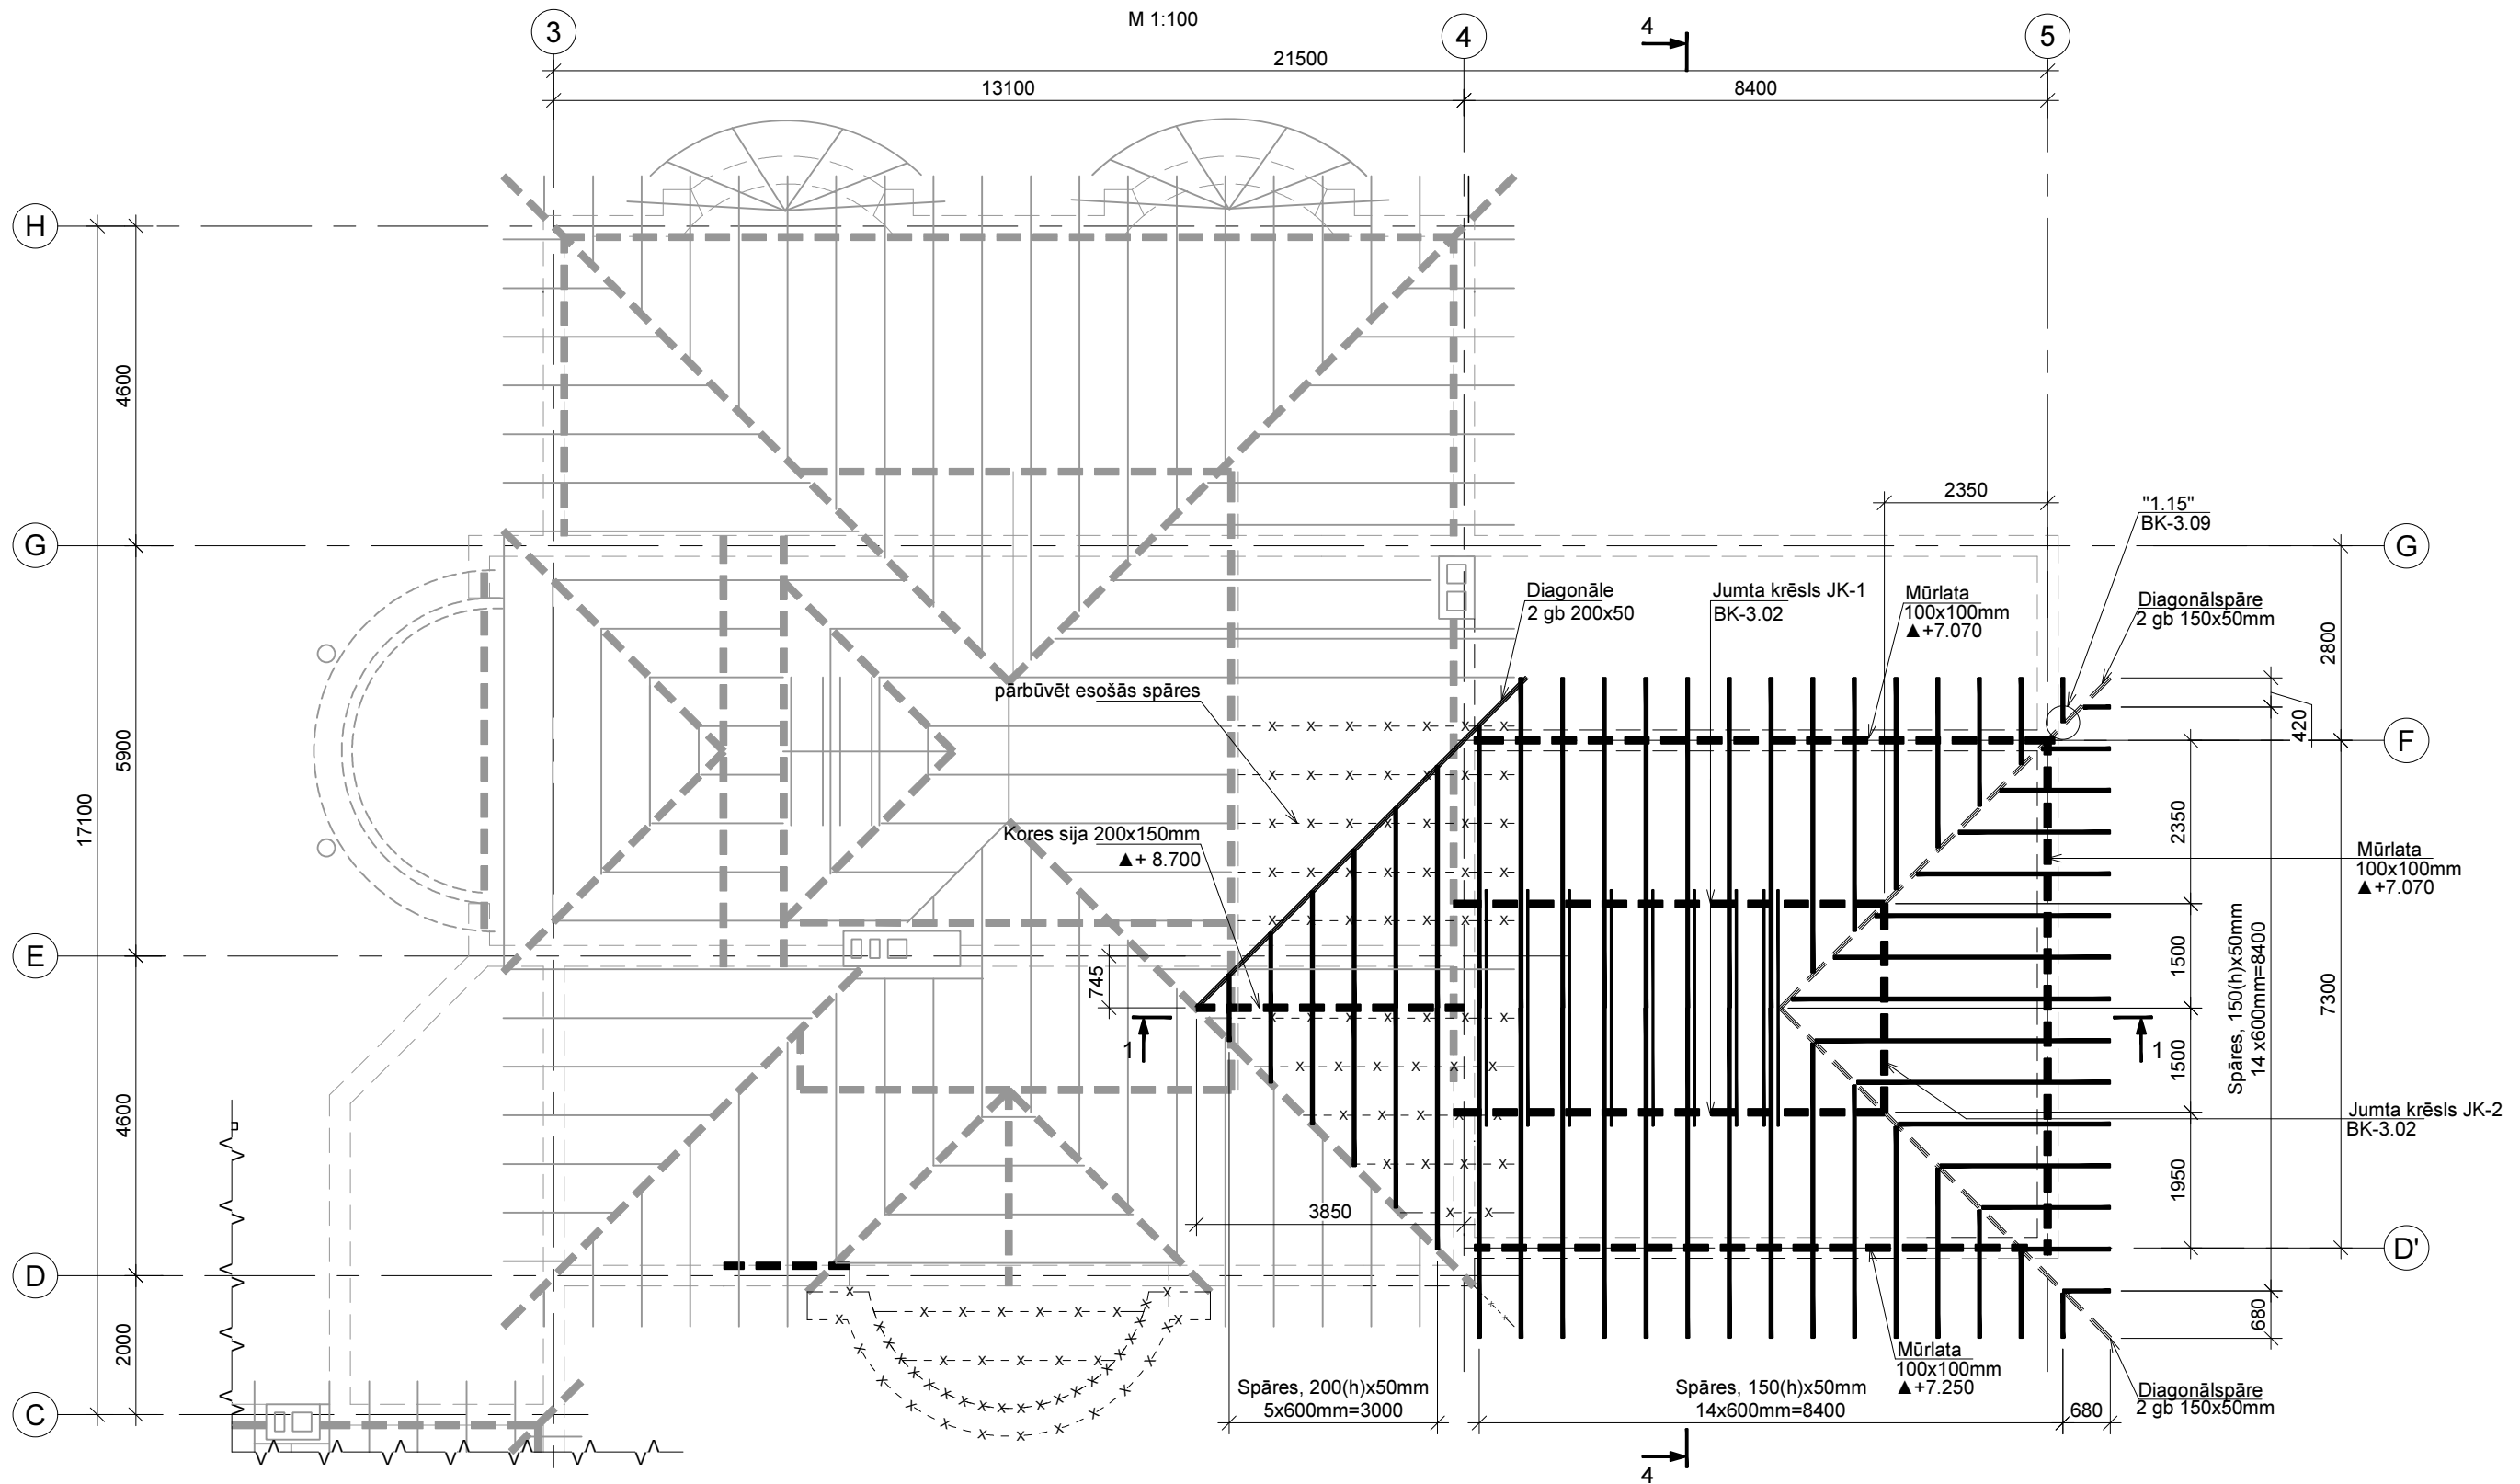 M 1:100
3
4
5
4
21500
13100
8400
H
G
E
D
C
4600
5900
4600
2000
17100
G
F
D'
2350
"1.15"
BK-3.09
Diagonāle
2 gb 200x50
Jumta krēsls JK-1
BK-3.02
Mūrlata
100x100mm
▲+7.070
Diagonālspāre
2 gb 150x50mm
2800
420
pārbūvēt esošās spāres
Kores sija 200x150mm
▲+ 8.700
2350
Mūrlata
100x100mm
▲+7.070
745
1500
Spāres, 150(h)x50mm
14 x600mm=8400
7300
1
1
1500
Jumta krēsls JK-2
BK-3.02
1950
3850
680
Mūrlata
100x100mm
▲+7.250
Spāres, 200(h)x50mm
5x600mm=3000
Spāres, 150(h)x50mm
14x600mm=8400
680
Diagonālspāre
2 gb 150x50mm
4